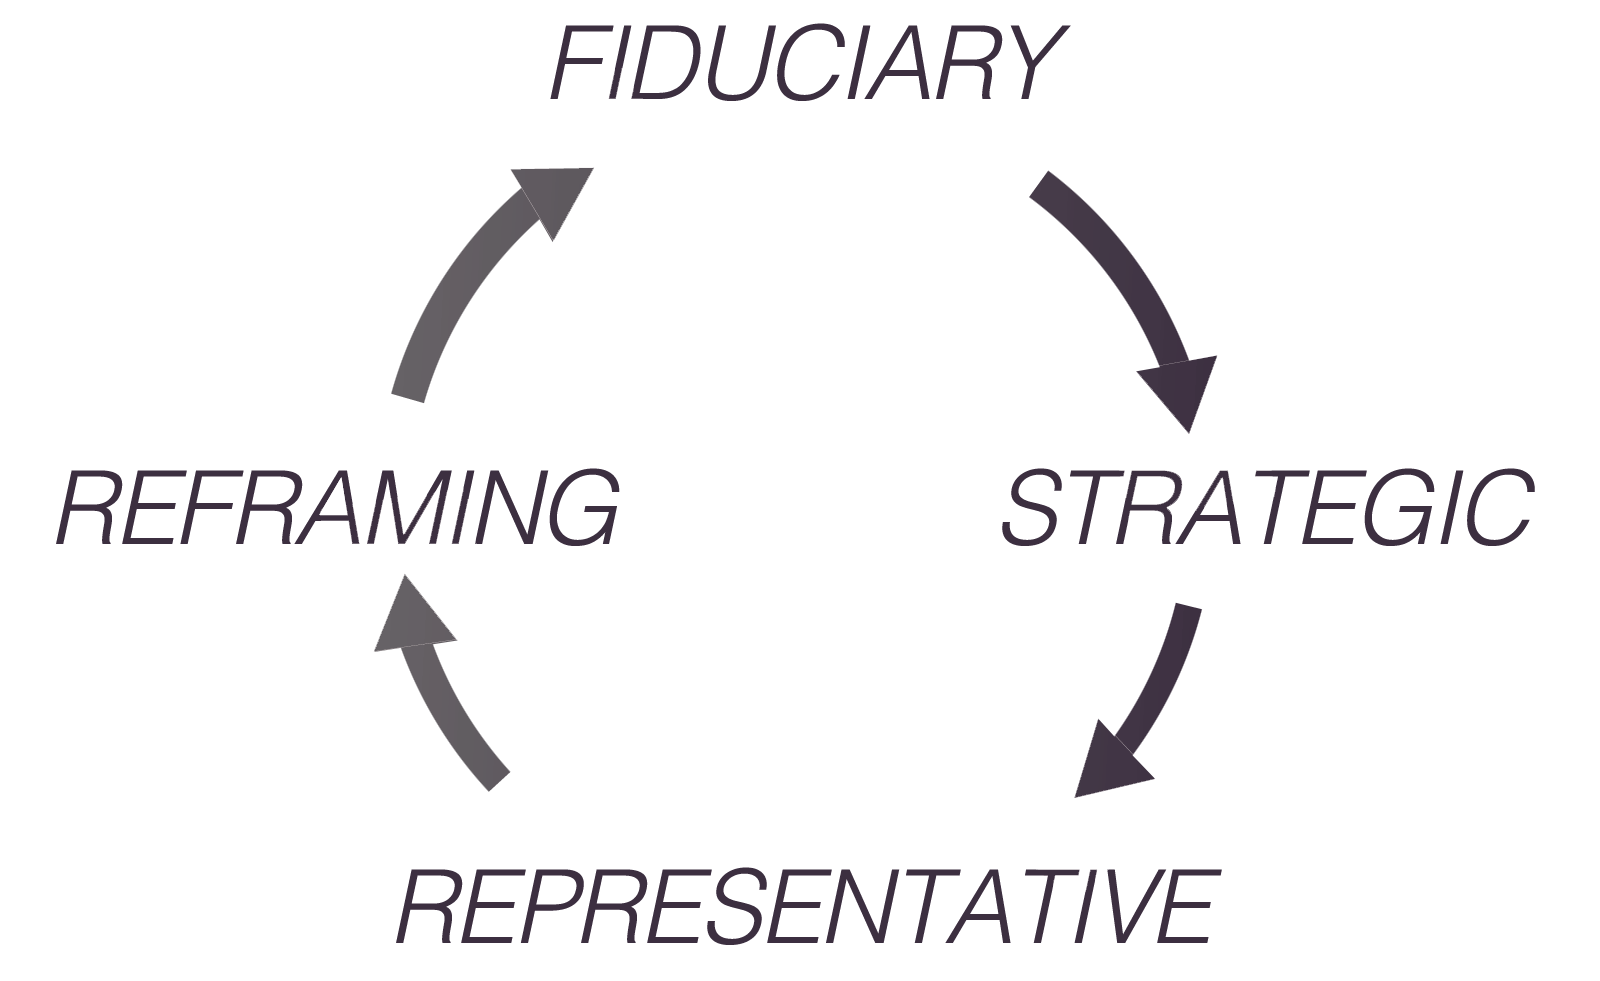 FIDUCIARY
REFRAMING
STRATEGIC
REPRESENTATIVE